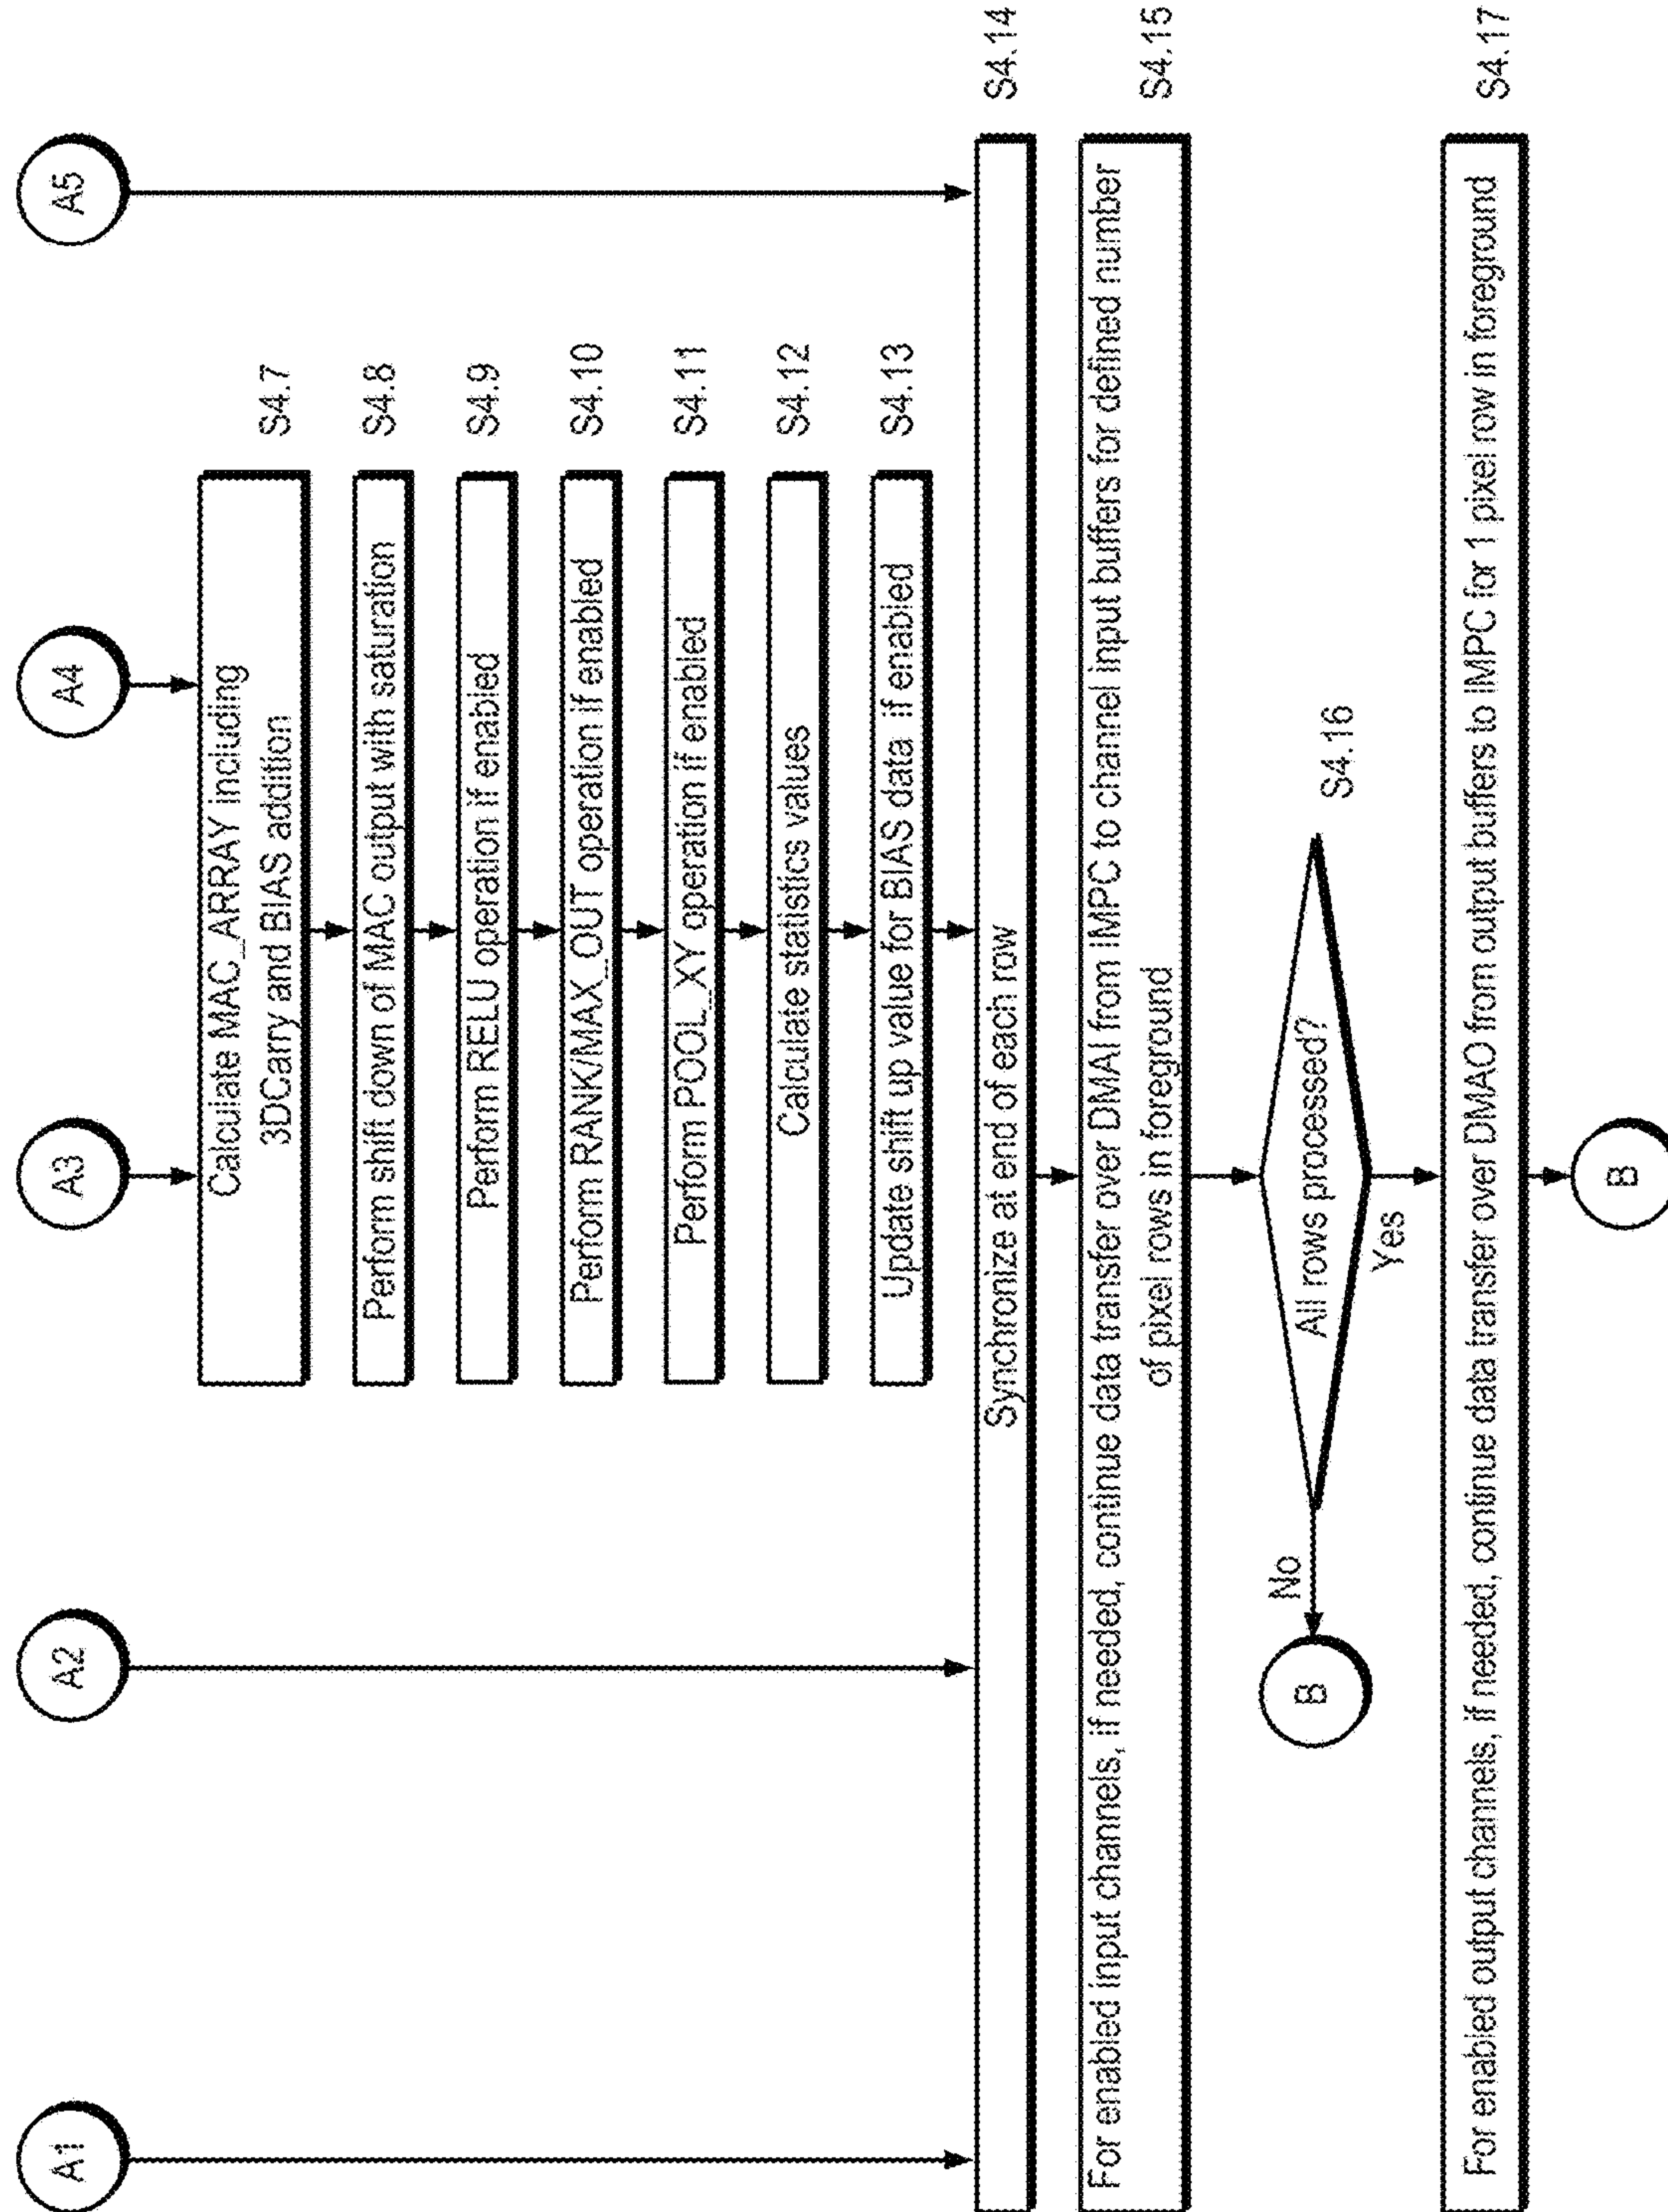 A1
A2
A3
A4
A5
Calculate MAC_ARRAY including
3DCarry and BIAS addition
S4.7
Perform shift down of MAC output with saturation
S4.8
Perform RELU operation if enabled
S4.9
Perform RANK/MAX_OUT operation if enabled
S4.10
Perform POOL_XY operation if enabled
S4.11
Calculate statistics values
S4.12
Update shift up value for BIAS data if enabled
S4.13
Synchronize at end of each row
S4.14
For enabled input channels, if needed, continue data transfer over DMAI from IMPC to channel input buffers for defined number
of pixel rows in foreground
S4.15
All rows processed?
S4.16
No
B
Yes
For enabled output channels, if needed, continue data transfer over DMAO from output buffers to IMPC for 1 pixel row in foreground
S4.17
B